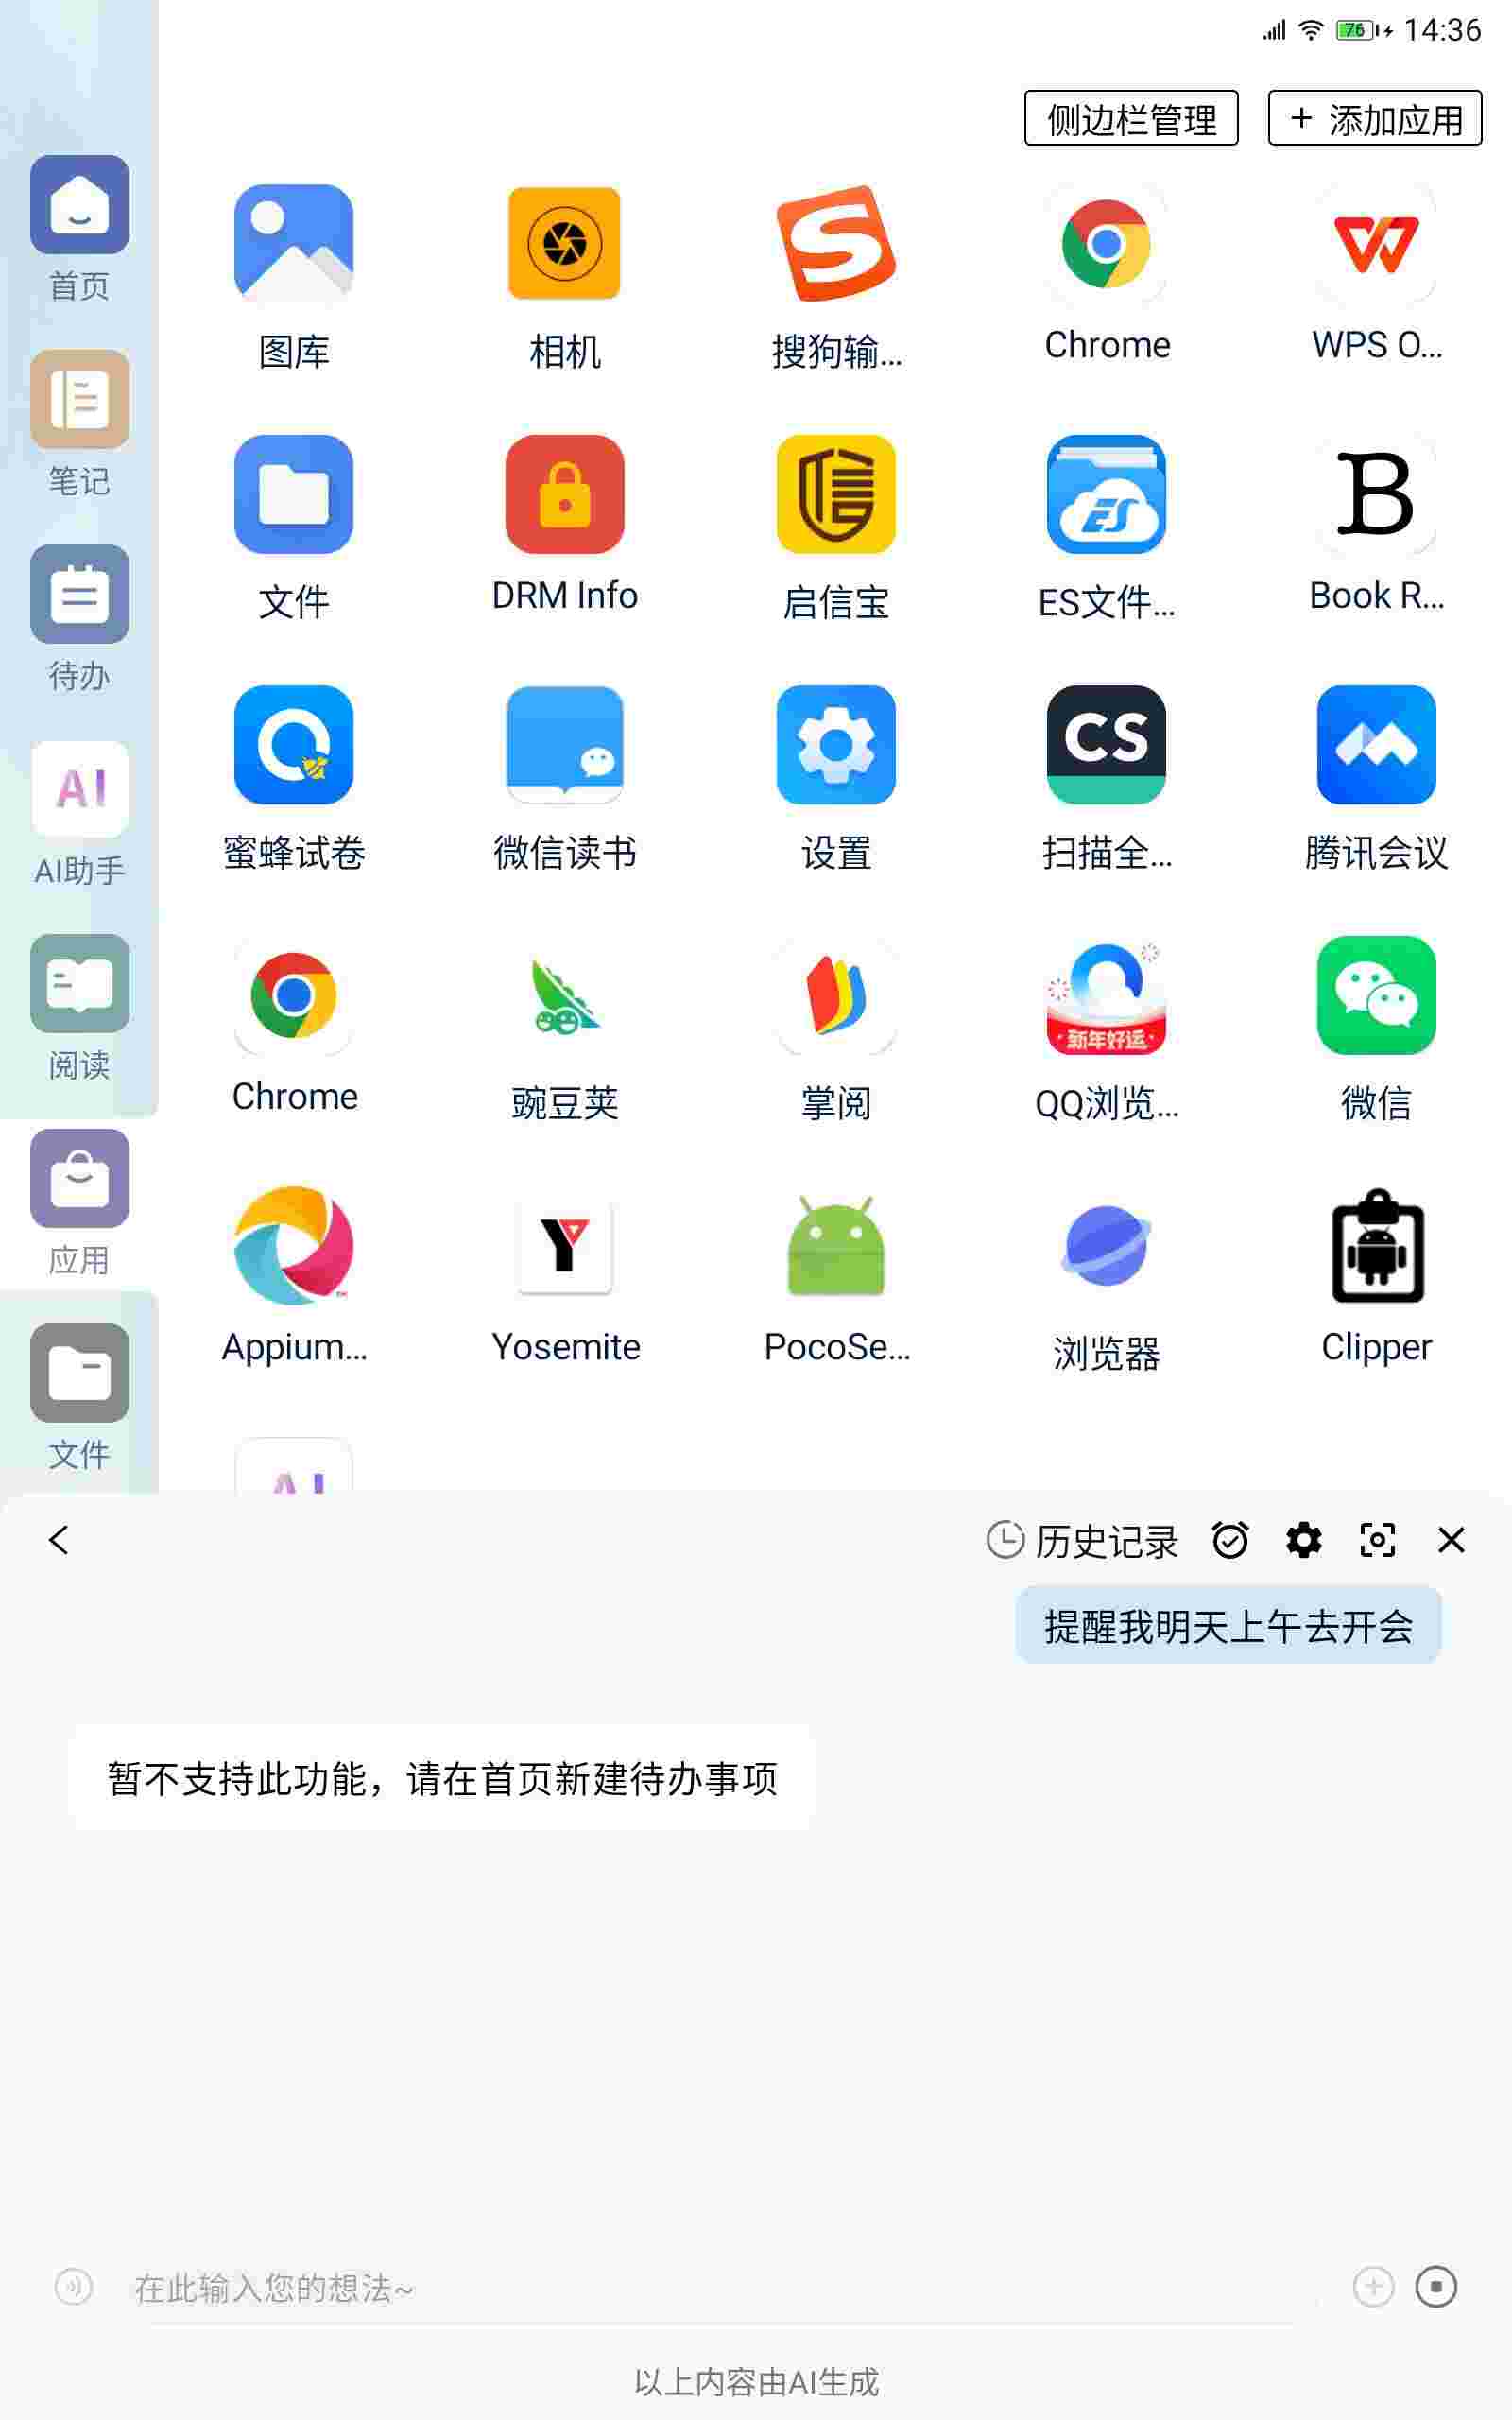 76 14:36
侧边栏管理 + 添加应用
首页
笔记
待办
AI
AI助手
阅读
应用
文件
图库 相机 搜狗输... Chrome WPS O...
信 ES B
文件 DRM Info 启信宝 ES文件... Book R...
CS
蜜蜂试卷 微信读书 设置 扫描全... 腾讯会议
新年好运
Chrome 豌豆荚 掌阅 QQ浏览... 微信
Y
Appium... Yosemite PocoSe... 浏览器 Clipper
AI
历史记录
提醒我明天上午去开会
暂不支持此功能，请在首页新建待办事项
在此输入您的想法~
以上内容由AI生成